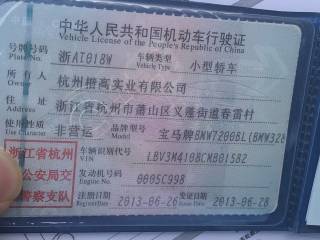 中华人民共和国机动车行驶证
Vehicle License of the People's Republic of China
号牌号码 浙AT018W 车辆类型 小型轿车
Plate No. Vehicle Type
所有人 杭州楷高实业有限公司
Owner
住址 浙江省杭州市萧山区义蓬街道春雷村
Address
使用性质 非营运 品牌型号 宝马牌BMW7200BL(BMW328
Use Character Model
浙江省杭州 车辆识别代号 LBV3M410
VIN
市公安局交 发动机号码 0005C998
Engine No.
通警察支队 注册日期 2013-06-26 发证日期 2013-06-28
Register Date Issue Date